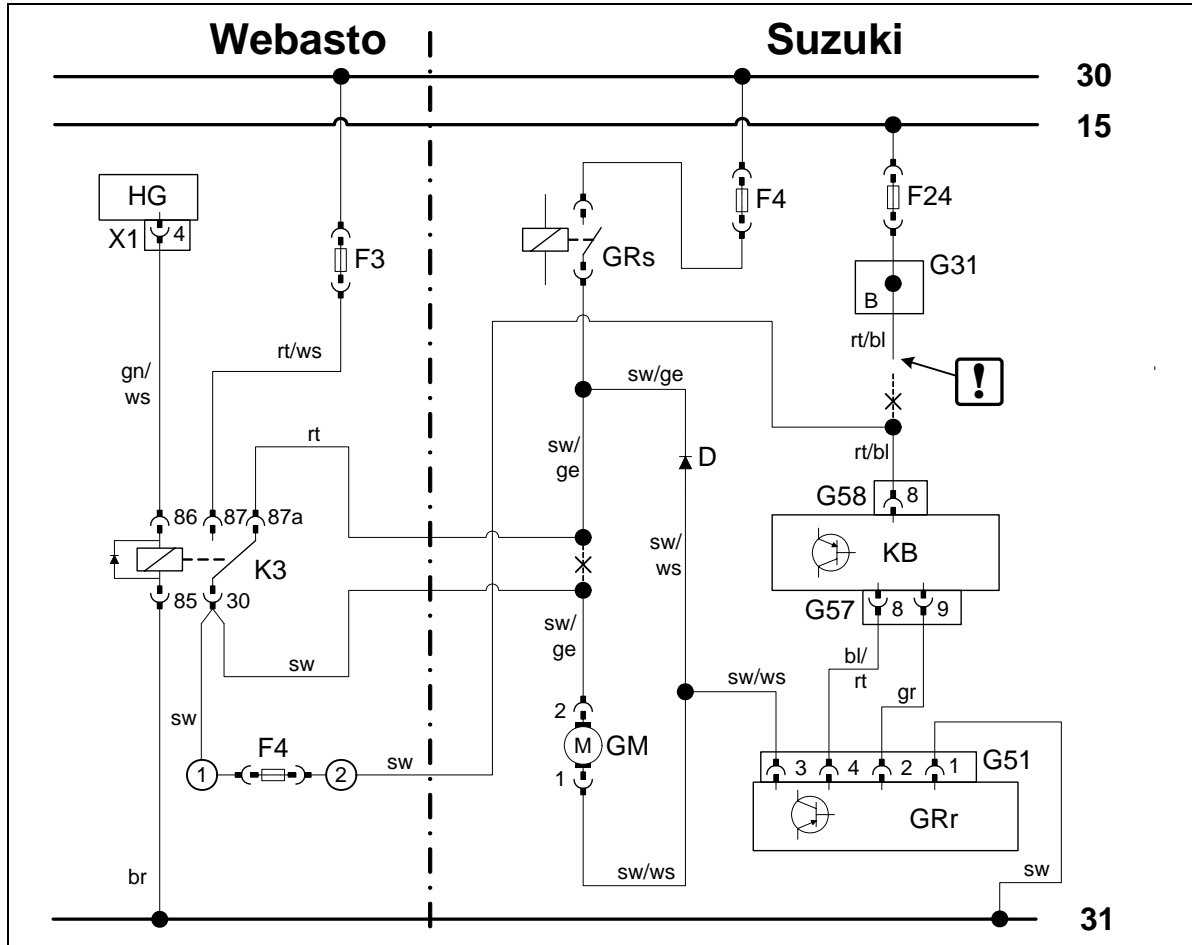 Webasto Suzuki
30
15
HG
X1 4
F3
F4
F24
GRs
G31
B
rt/ws
rt/bl
gn/
ws
sw/ge
!
rt
sw/
ge
D
rt/bl
G58 8
86 87 87a
K3
sw/
ws
KB
85 30
G57 8 9
sw
sw/
ge
bl/
rt
sw/ws
gr
sw
2
M GM
1
F4
1 2
sw
G51
3 4 2 1
GRr
br
sw/ws
sw
31